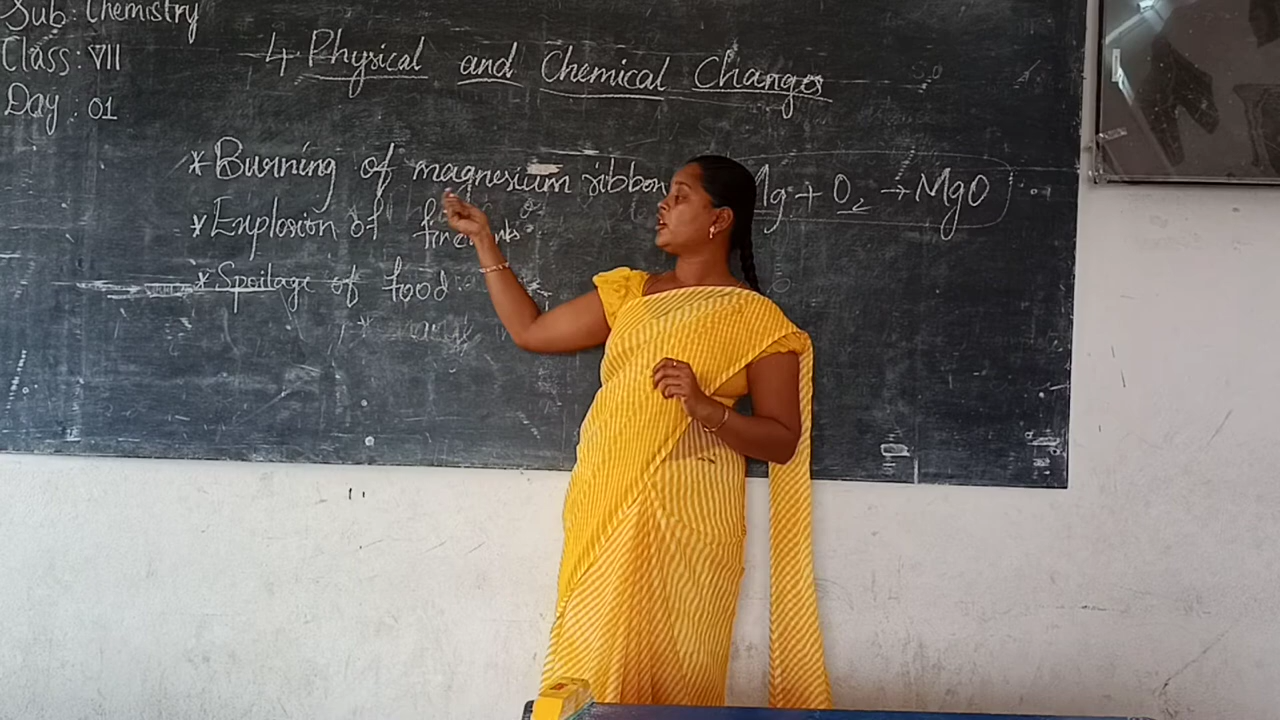 Sub: Chemistry
Class: VII
Day: 01
4 Physical and Chemical Changes
* Burning of magnesium ribbon Mg + O2 → MgO
* Explosion of
* Spoilage of food